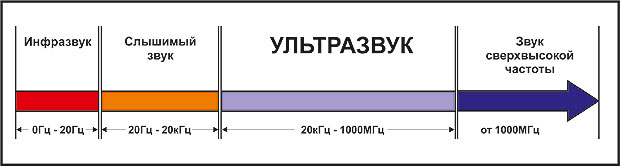 Инфразвук
Слышимый
звук
УЛЬТРАЗВУК
Звук
сверхвысокой
частоты
0Гц - 20Гц
20Гц - 20кГц
20кГц - 1000МГц
от 1000МГц